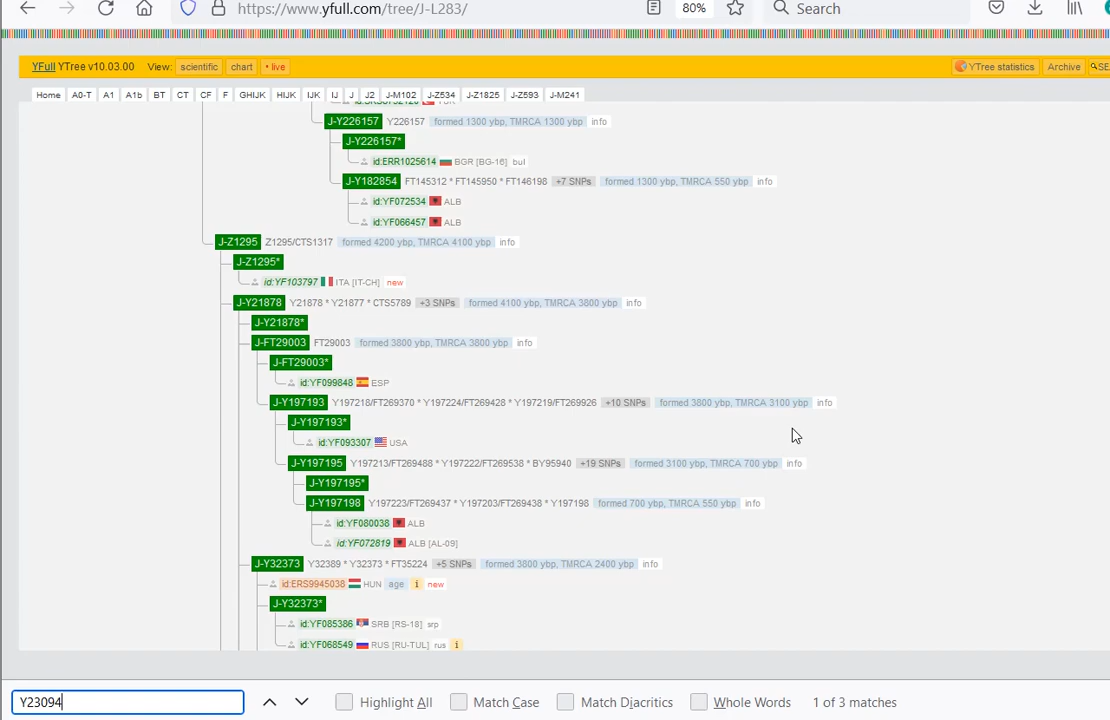 https://www.yfull.com/tree/J-L283/
80%
Search
YFull YTree v10.03.00 View: scientific chart • live YTree statistics Archive
Home A0-T A1 A1b BT CT CF F GHIJK HIJK IJK IJ J J2 J-M102 J-Z534 J-Z1825 J-Z593 J-M241
J-Y226157 Y226157 formed 1300 ybp, TMRCA 1300 ybp info
J-Y226157*
id:ERR1025614 BGR [BG-16] bul
J-Y182854 FT145312 * FT145950 * FT146198 +7 SNPs formed 1300 ybp, TMRCA 550 ybp info
id:YF072534 ALB
id:YF066457 ALB
J-Z1295 Z1295/CTS1317 formed 4200 ybp, TMRCA 4100 ybp info
J-Z1295*
id:YF103797 ITA [IT-CH] new
J-Y21878 Y21878 * Y21877 * CTS5789 +3 SNPs formed 4100 ybp, TMRCA 3800 ybp info
J-Y21878*
J-FT29003 FT29003 formed 3800 ybp, TMRCA 3800 ybp info
J-FT29003*
id:YF099848 ESP
J-Y197193 Y197218/FT269370 * Y197224/FT269428 * Y197219/FT269926 +10 SNPs formed 3800 ybp, TMRCA 3100 ybp info
J-Y197193*
id:YF093307 USA
J-Y197195 Y197213/FT269488 * Y197222/FT269538 * BY95940 +19 SNPs formed 3100 ybp, TMRCA 700 ybp info
J-Y197195*
J-Y197198 Y197223/FT269437 * Y197203/FT269438 * Y197198 formed 700 ybp, TMRCA 550 ybp info
id:YF080038 ALB
id:YF072819 ALB [AL-09]
J-Y32373 Y32389 * Y32373 * FT35224 +5 SNPs formed 3800 ybp, TMRCA 2400 ybp info
id:ERS9945038 HUN age i new
J-Y32373*
id:YF085386 SRB [RS-18] srp
id:YF068549 RUS [RU-TUL] rus i
Y23094
Highlight All Match Case Match Diacritics Whole Words 1 of 3 matches